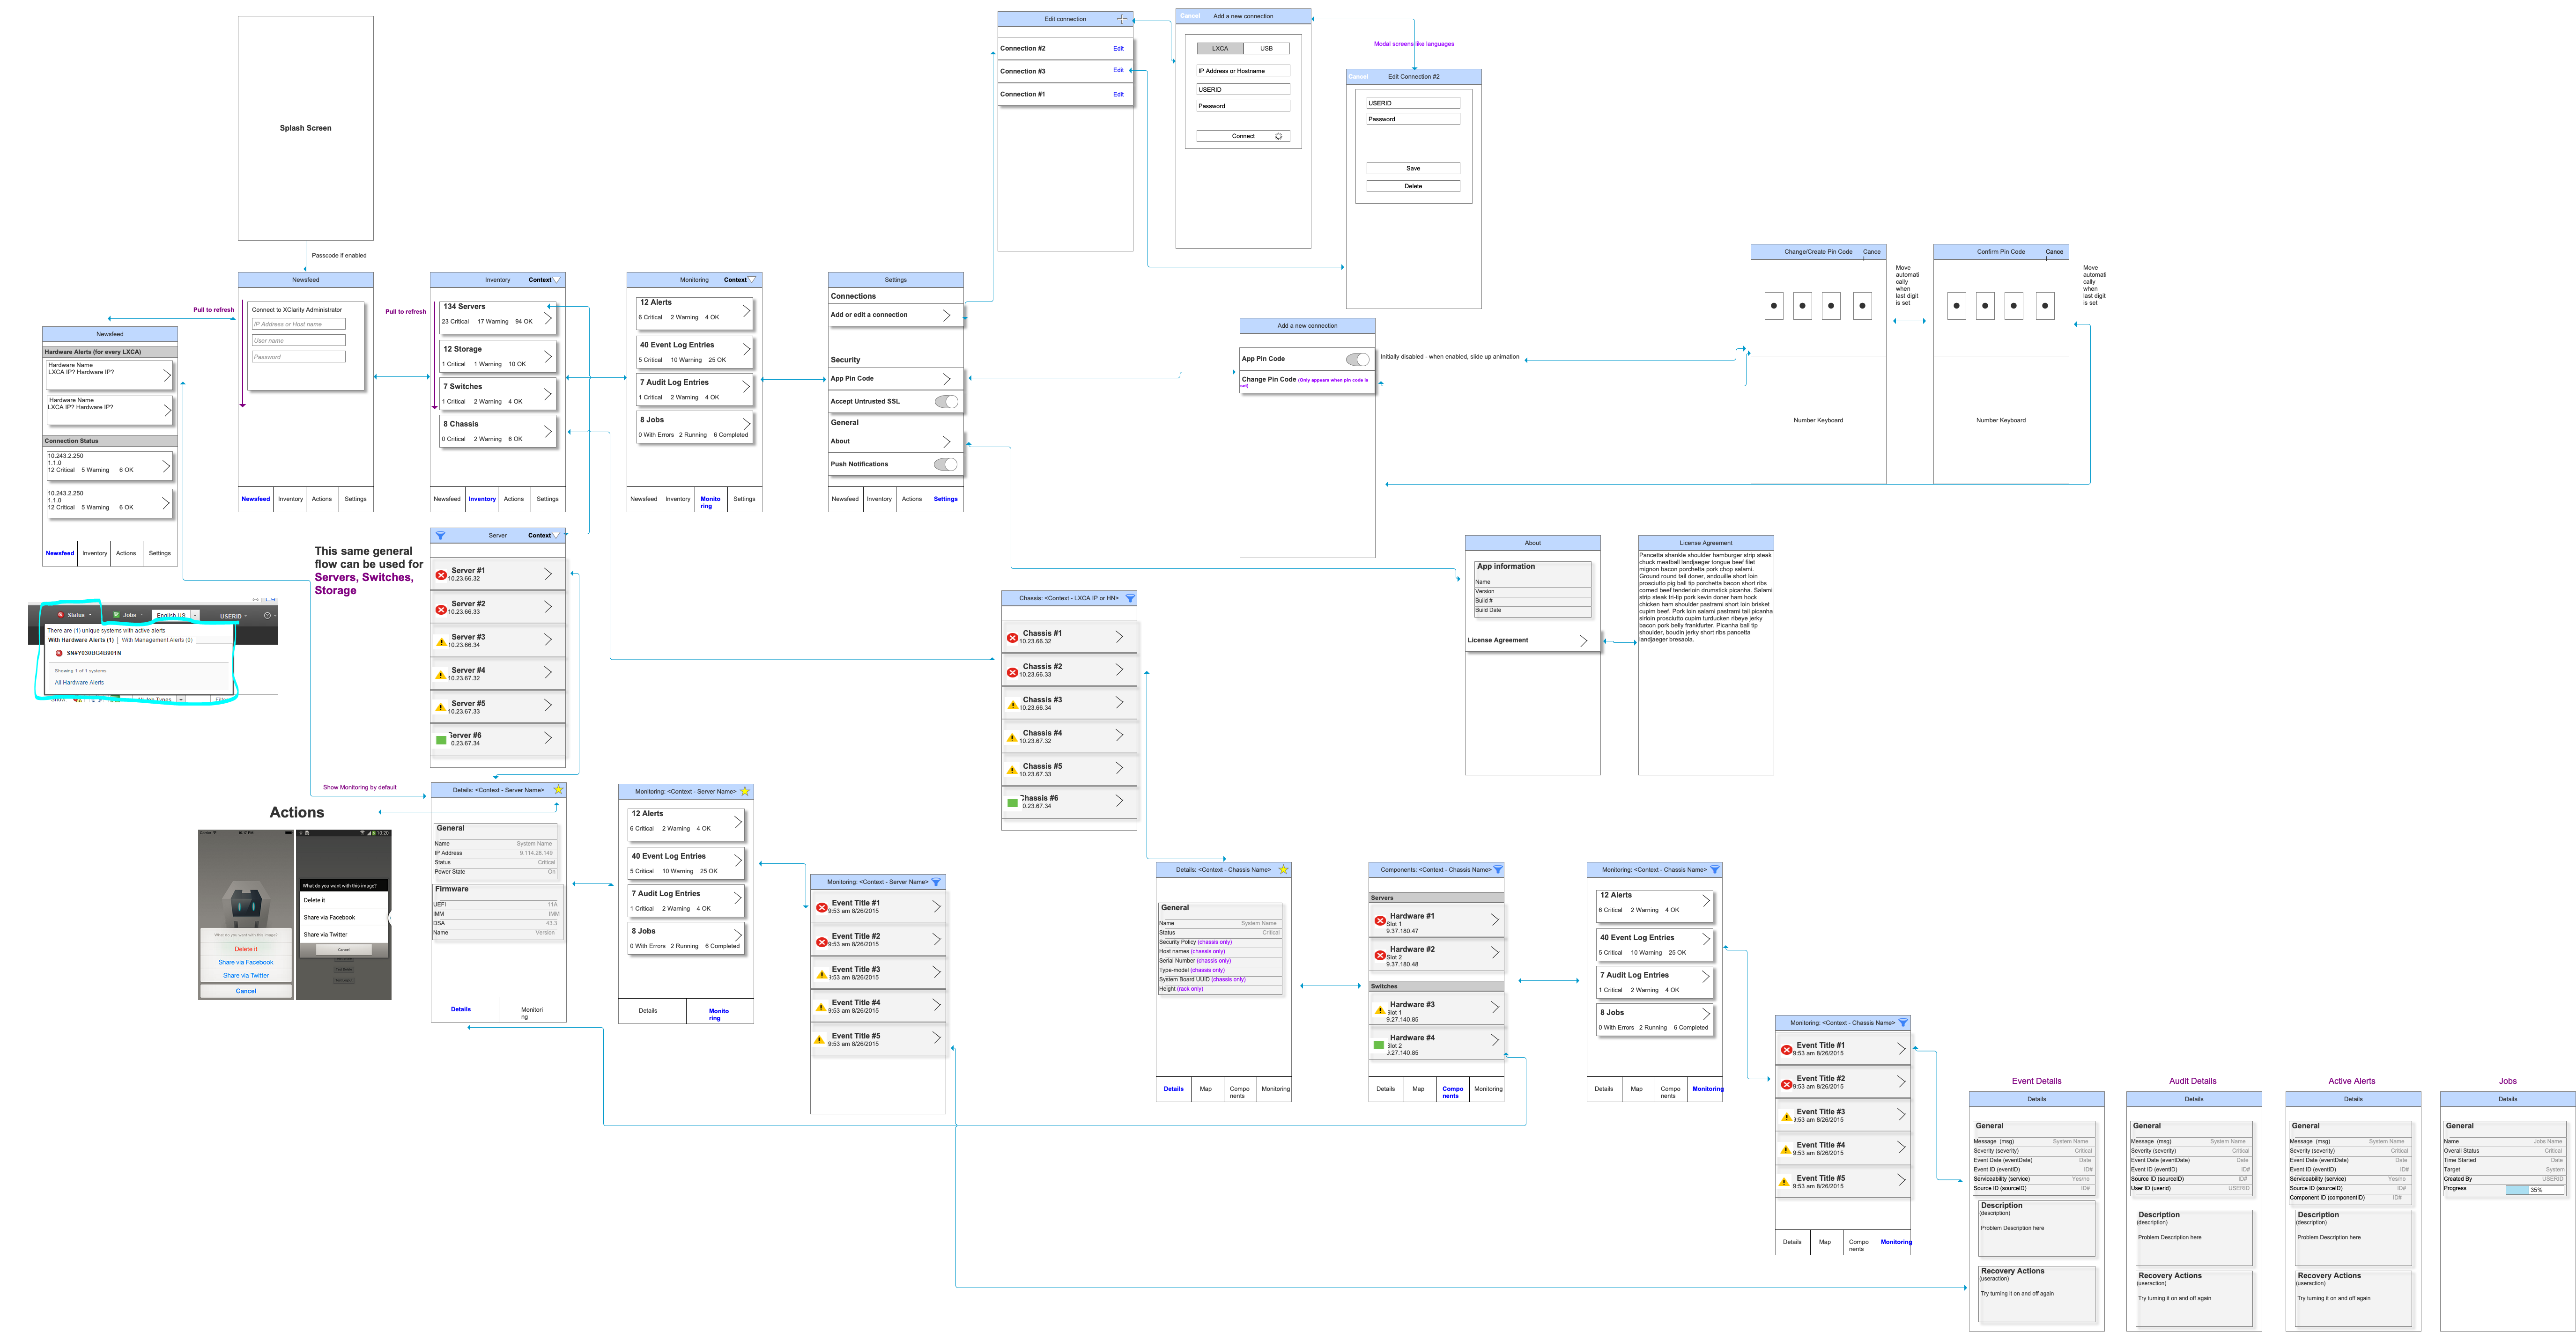 Splash Screen
Passcode if enabled
Edit connection
Connection #2 Edit
Connection #3 Edit
Connection #1 Edit
Cancel Add a new connection
LXCA USB
IP Address or Hostname
USERID
Password
Connect
Modal screens like languages
Cancel Edit Connection #2
USERID
Password
Save
Delete
Pull to refresh
Newsfeed
Hardware Alerts (for every LXCA)
Hardware Name
LXCA IP? Hardware IP?
Hardware Name
LXCA IP? Hardware IP?
Connection Status
10.243.2.250
1.1.0
12 Critical 5 Warning 6 OK
10.243.2.250
1.1.0
12 Critical 5 Warning 6 OK
Newsfeed Inventory Actions Settings
Newsfeed
Connect to XClarity Administrator
IP Address or Host name
User name
Password
Newsfeed Inventory Actions Settings
Pull to refresh
Inventory Context
134 Servers
23 Critical 17 Warning 94 OK
12 Storage
1 Critical 1 Warning 10 OK
7 Switches
1 Critical 2 Warning 4 OK
8 Chassis
0 Critical 2 Warning 6 OK
Newsfeed Inventory Actions Settings
Monitoring Context
12 Alerts
6 Critical 2 Warning 4 OK
40 Event Log Entries
5 Critical 10 Warning 25 OK
7 Audit Log Entries
1 Critical 2 Warning 4 OK
8 Jobs
0 With Errors 2 Running 6 Completed
Newsfeed Inventory Monito Settings
ring
Settings
Connections
Add or edit a connection
Security
App Pin Code
Accept Untrusted SSL
General
About
Push Notifications
Newsfeed Inventory Actions Settings
Add a new connection
App Pin Code
Change Pin Code (Only appears when pin code is
set)
Initially disabled - when enabled, slide up animation
Change/Create Pin Code Cance
l
Number Keyboard
Move
automati
cally
when
last digit
is set
Confirm Pin Code Cance
l
Number Keyboard
Move
automati
cally
when
last digit
is set
This same general
flow can be used for
Servers, Switches,
Storage
Status Jobs English US USERID
There are (1) unique systems with active alerts
With Hardware Alerts (1) | With Management Alerts (0) |
SN#Y030BG4B901N
Showing 1 of 1 systems
All Hardware Alerts
Server Context
Server #1
10.23.66.32
Server #2
10.23.66.33
Server #3
10.23.66.34
Server #4
10.23.67.32
Server #5
10.23.67.33
Server #6
0.23.67.34
Chassis: <Context - LXCA IP or HN>
Chassis #1
10.23.66.32
Chassis #2
10.23.66.33
Chassis #3
10.23.66.34
Chassis #4
10.23.67.32
Chassis #5
10.23.67.33
Chassis #6
0.23.67.34
About
App information
Name
Version
Build #
Build Date
License Agreement
License Agreement
Pancetta shankle shoulder hamburger strip steak
chuck meatball landjaeger tongue beef filet
mignon bacon porchetta pork chop salami.
Ground round tail doner, andouille short loin
prosciutto pig ball tip porchetta bacon short ribs
corned beef tenderloin drumstick picanha. Salami
strip steak tri-tip pork kevin doner ham hock
chicken ham shoulder pastrami short loin brisket
cupim beef. Pork loin salami pastrami tail picanha
sirloin prosciutto cupim turducken ribeye jerky
bacon pork belly frankfurter. Picanha ball tip
shoulder, boudin jerky short ribs pancetta
landjaeger bresaola.
Show Monitoring by default
Actions
What do you want with this image?
Delete it
Share via Facebook
Share via Twitter
Cancel
What do you want with this image?
Delete it
Share via Facebook
Share via Twitter
Cancel
Details: <Context - Server Name>
General
Name System Name
IP Address 9.114.26.149
Status Critical
Power State On
Firmware
UEFI 11A
IMM IMM
DSA 43.3
Name Version
Details Monitori
ng
Monitoring: <Context - Server Name>
12 Alerts
6 Critical 2 Warning 4 OK
40 Event Log Entries
5 Critical 10 Warning 25 OK
7 Audit Log Entries
1 Critical 2 Warning 4 OK
8 Jobs
0 With Errors 2 Running 6 Completed
Details Monito
ring
Monitoring: <Context - Server Name>
Event Title #1
9:53 am 8/26/2015
Event Title #2
9:53 am 8/26/2015
Event Title #3
9:53 am 8/26/2015
Event Title #4
9:53 am 8/26/2015
Event Title #5
9:53 am 8/26/2015
Details: <Context - Chassis Name>
General
Name System Name
Status Critical
Security Policy (chassis only)
Host names (chassis only)
Serial Number (chassis only)
Type-model (chassis only)
System Board UUID (chassis only)
Height (rack only)
Details Map Compo Monitoring
nents
Components: <Context - Chassis Name>
Servers
Hardware #1
Slot 1
9.37.180.47
Hardware #2
Slot 2
9.37.180.48
Switches
Hardware #3
Slot 1
9.27.140.85
Hardware #4
Slot 2
9.27.140.85
Details Map Compo Monitoring
nents
Monitoring: <Context - Chassis Name>
12 Alerts
6 Critical 2 Warning 4 OK
40 Event Log Entries
5 Critical 10 Warning 25 OK
7 Audit Log Entries
1 Critical 2 Warning 4 OK
8 Jobs
0 With Errors 2 Running 6 Completed
Details Map Compo Monitoring
nents
Monitoring: <Context - Chassis Name>
Event Title #1
9:53 am 8/26/2015
Event Title #2
9:53 am 8/26/2015
Event Title #3
9:53 am 8/26/2015
Event Title #4
9:53 am 8/26/2015
Event Title #5
9:53 am 8/26/2015
Details Map Compo Monitoring
nents
Event Details
Details
General
Message (msg) System Name
Severity (severity) Critical
Event Date (eventDate) Date
Event ID (eventID) ID#
Serviceability (service) Yes/no
Source ID (sourceID) ID#
Description
(description)
Problem Description here
Recovery Actions
(useraction)
Try turning it on and off again
Audit Details
Details
General
Message (msg) System Name
Severity (severity) Critical
Event Date (eventDate) Date
Event ID (eventID) ID#
Source ID (sourceID) ID#
User ID (userid) USERID
Description
(description)
Problem Description here
Recovery Actions
(useraction)
Try turning it on and off again
Active Alerts
Details
General
Message (msg) System Name
Severity (severity) Critical
Event Date (eventDate) Date
Event ID (eventID) ID#
Serviceability (service) Yes/no
Source ID (sourceID) ID#
Component ID (componentID) ID#
Description
(description)
Problem Description here
Recovery Actions
(useraction)
Try turning it on and off again
Jobs
Details
General
Name Jobs Name
Overall Status Critical
Time Started Date
Target System
Created By USERID
Progress 35%